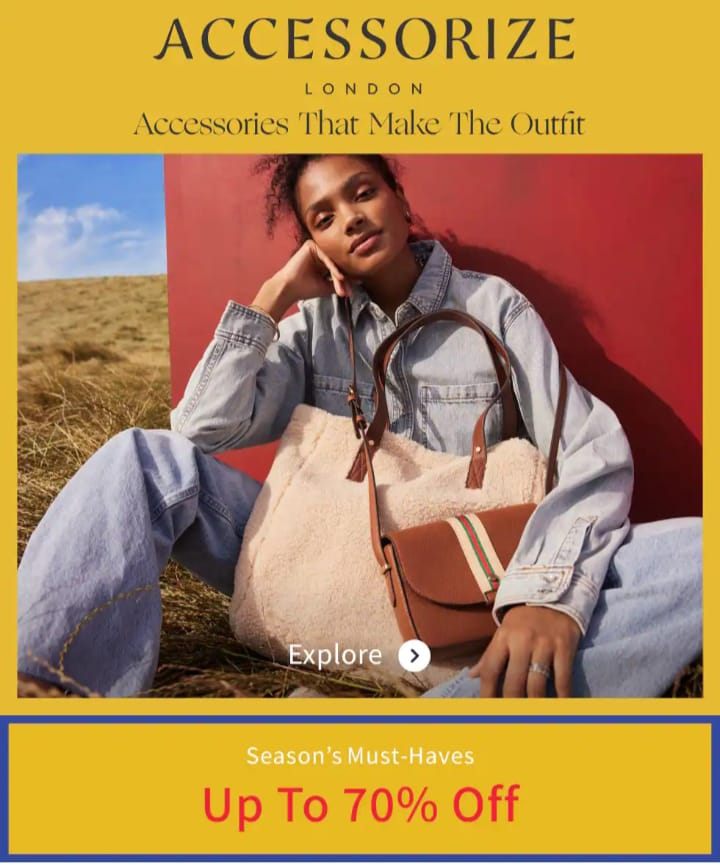 ACCESSORIZE
LONDON
Accessories That Make The Outfit
Explore
Season's Must-Haves
Up To 70% Off